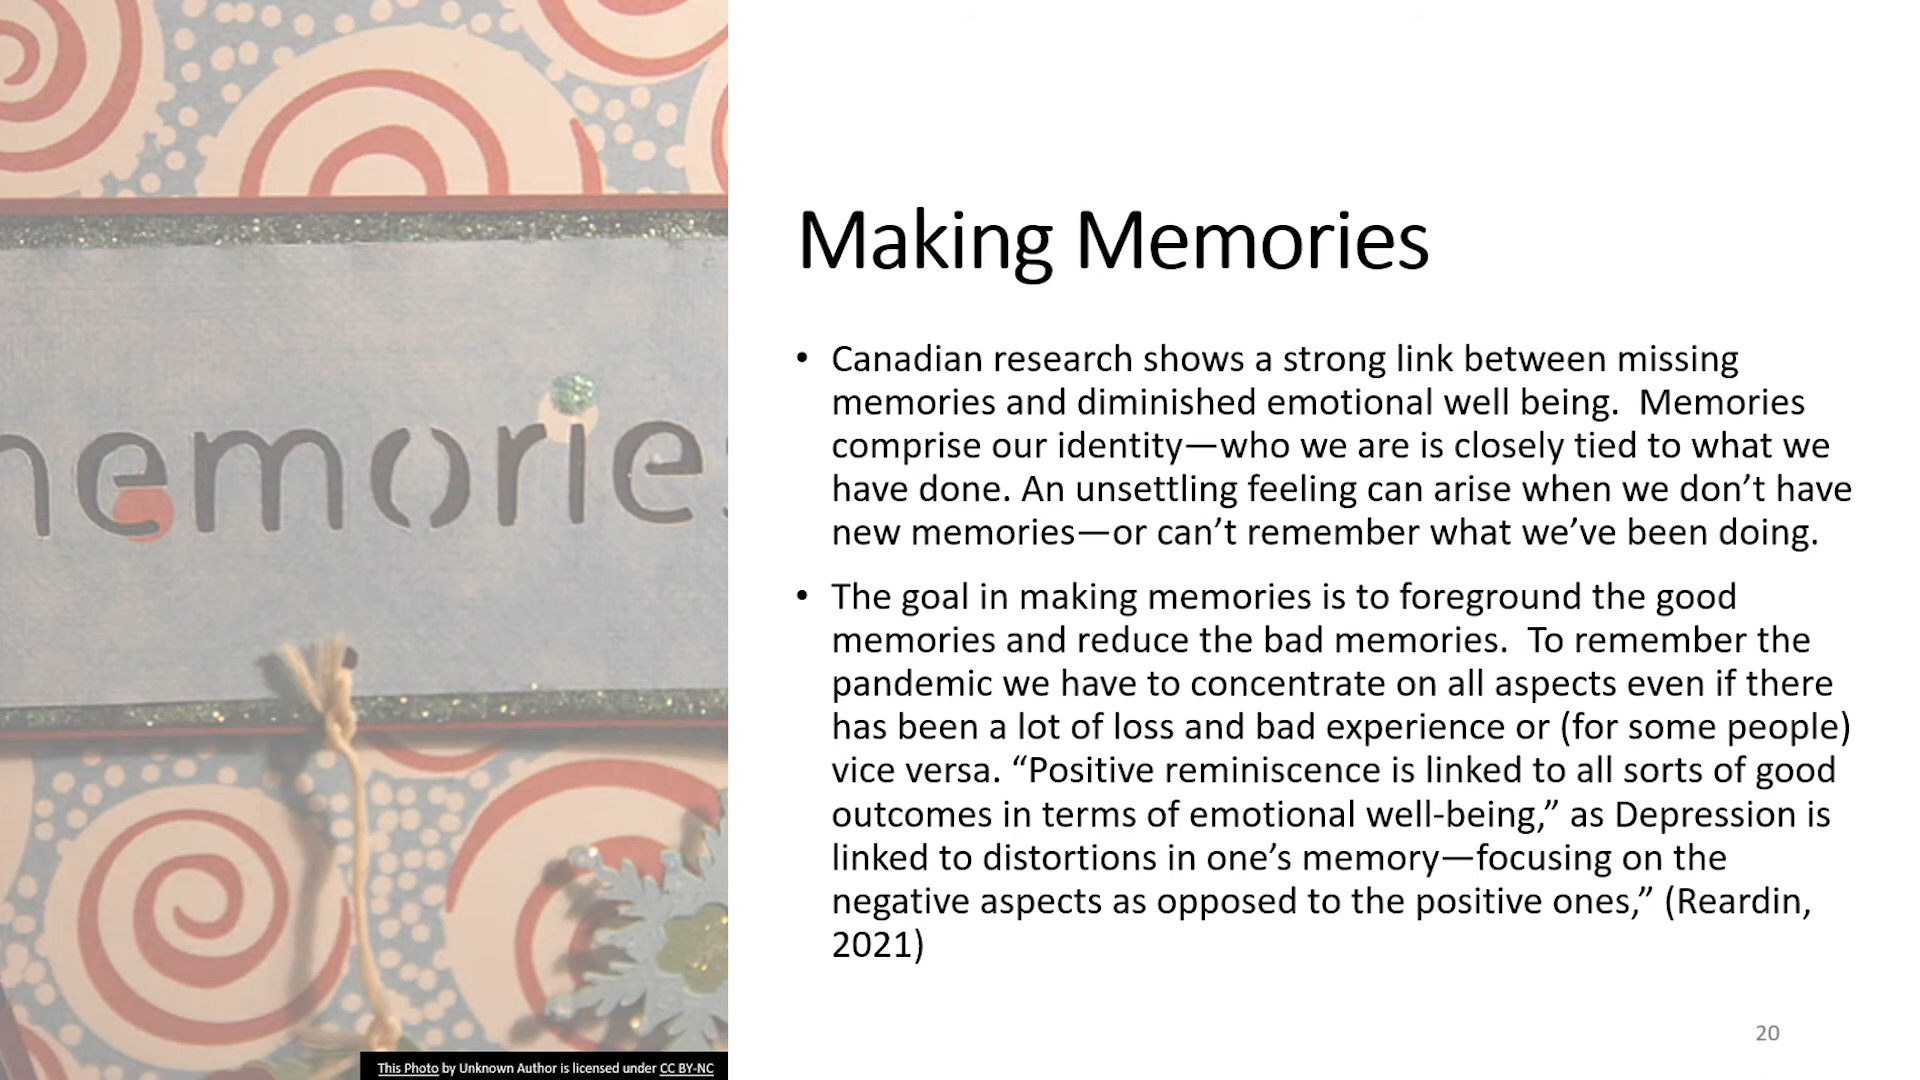 memories
Making Memories
• Canadian research shows a strong link between missing
memories and diminished emotional well being.  Memories
comprise our identity—who we are is closely tied to what we
have done. An unsettling feeling can arise when we don’t have
new memories—or can’t remember what we’ve been doing.
• The goal in making memories is to foreground the good
memories and reduce the bad memories.  To remember the
pandemic we have to concentrate on all aspects even if there
has been a lot of loss and bad experience or (for some people)
vice versa. “Positive reminiscence is linked to all sorts of good
outcomes in terms of emotional well-being,” as Depression is
linked to distortions in one’s memory—focusing on the
negative aspects as opposed to the positive ones,” (Reardin,
2021)
20
This Photo by Unknown Author is licensed under CC BY-NC